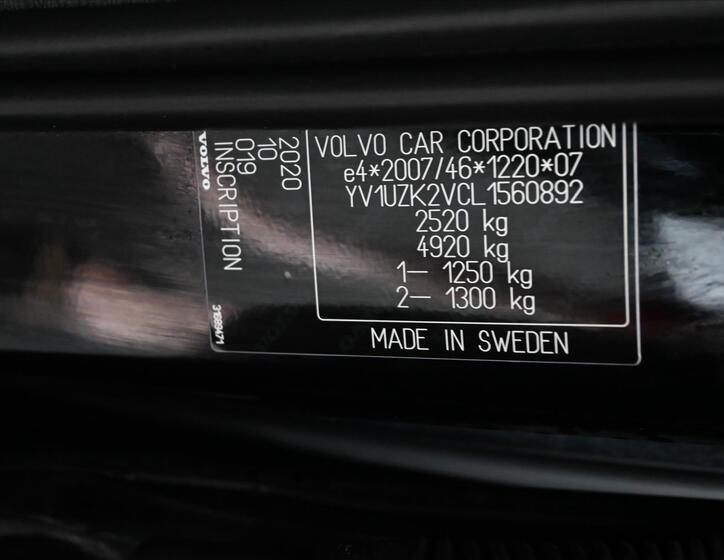 VOLVO CAR CORPORATION
e4*2007/46*1220*07
YV1UZK2VCL1560892
2520 kg
4920 kg
1- 1250 kg
2- 1300 kg
MADE IN SWEDEN
2020
10
019
INSCRIPTION
VOLVO
31689471